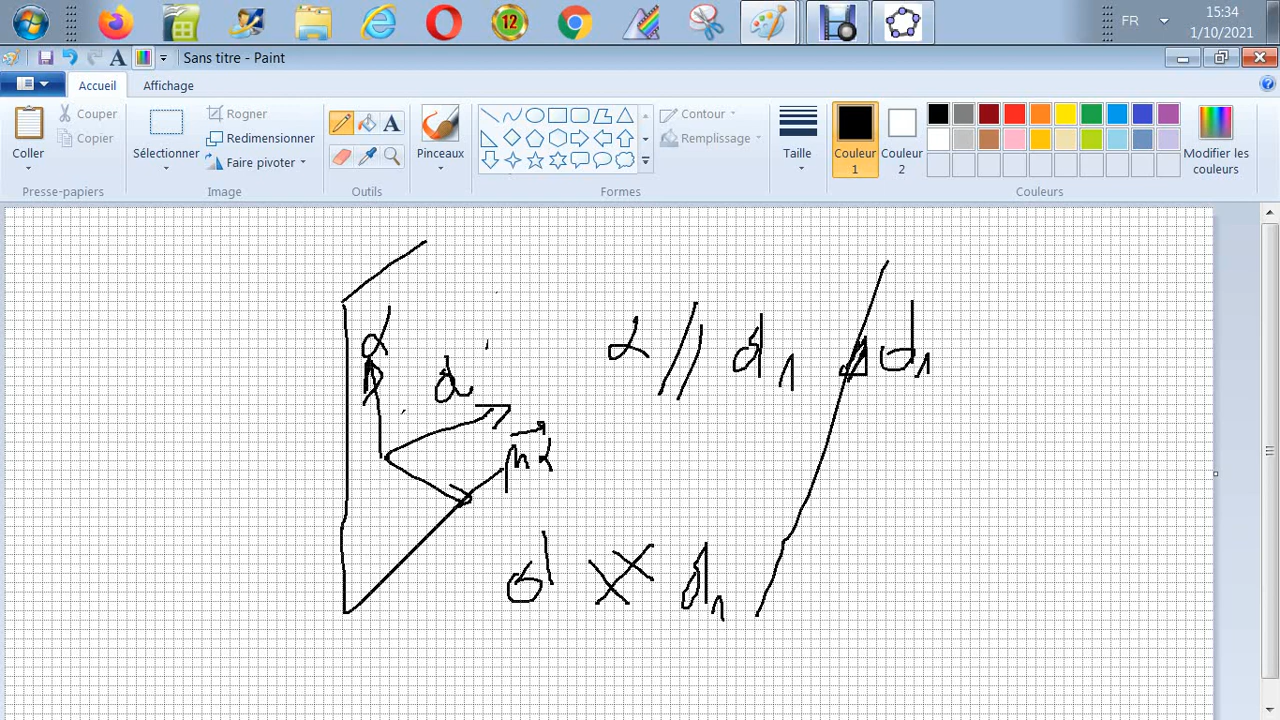 12
FR
15:34
1/10/2021
Sans titre - Paint
Accueil
Affichage
Coller
Couper
Copier
Presse-papiers
Sélectionner
Rogner
Redimensionner
Faire pivoter
Image
Outils
Pinceaux
Contour
Remplissage
Formes
Taille
Couleur 1
Couleur 2
Modifier les couleurs
Couleurs
α
α // d1
d1
d
n α
d d1